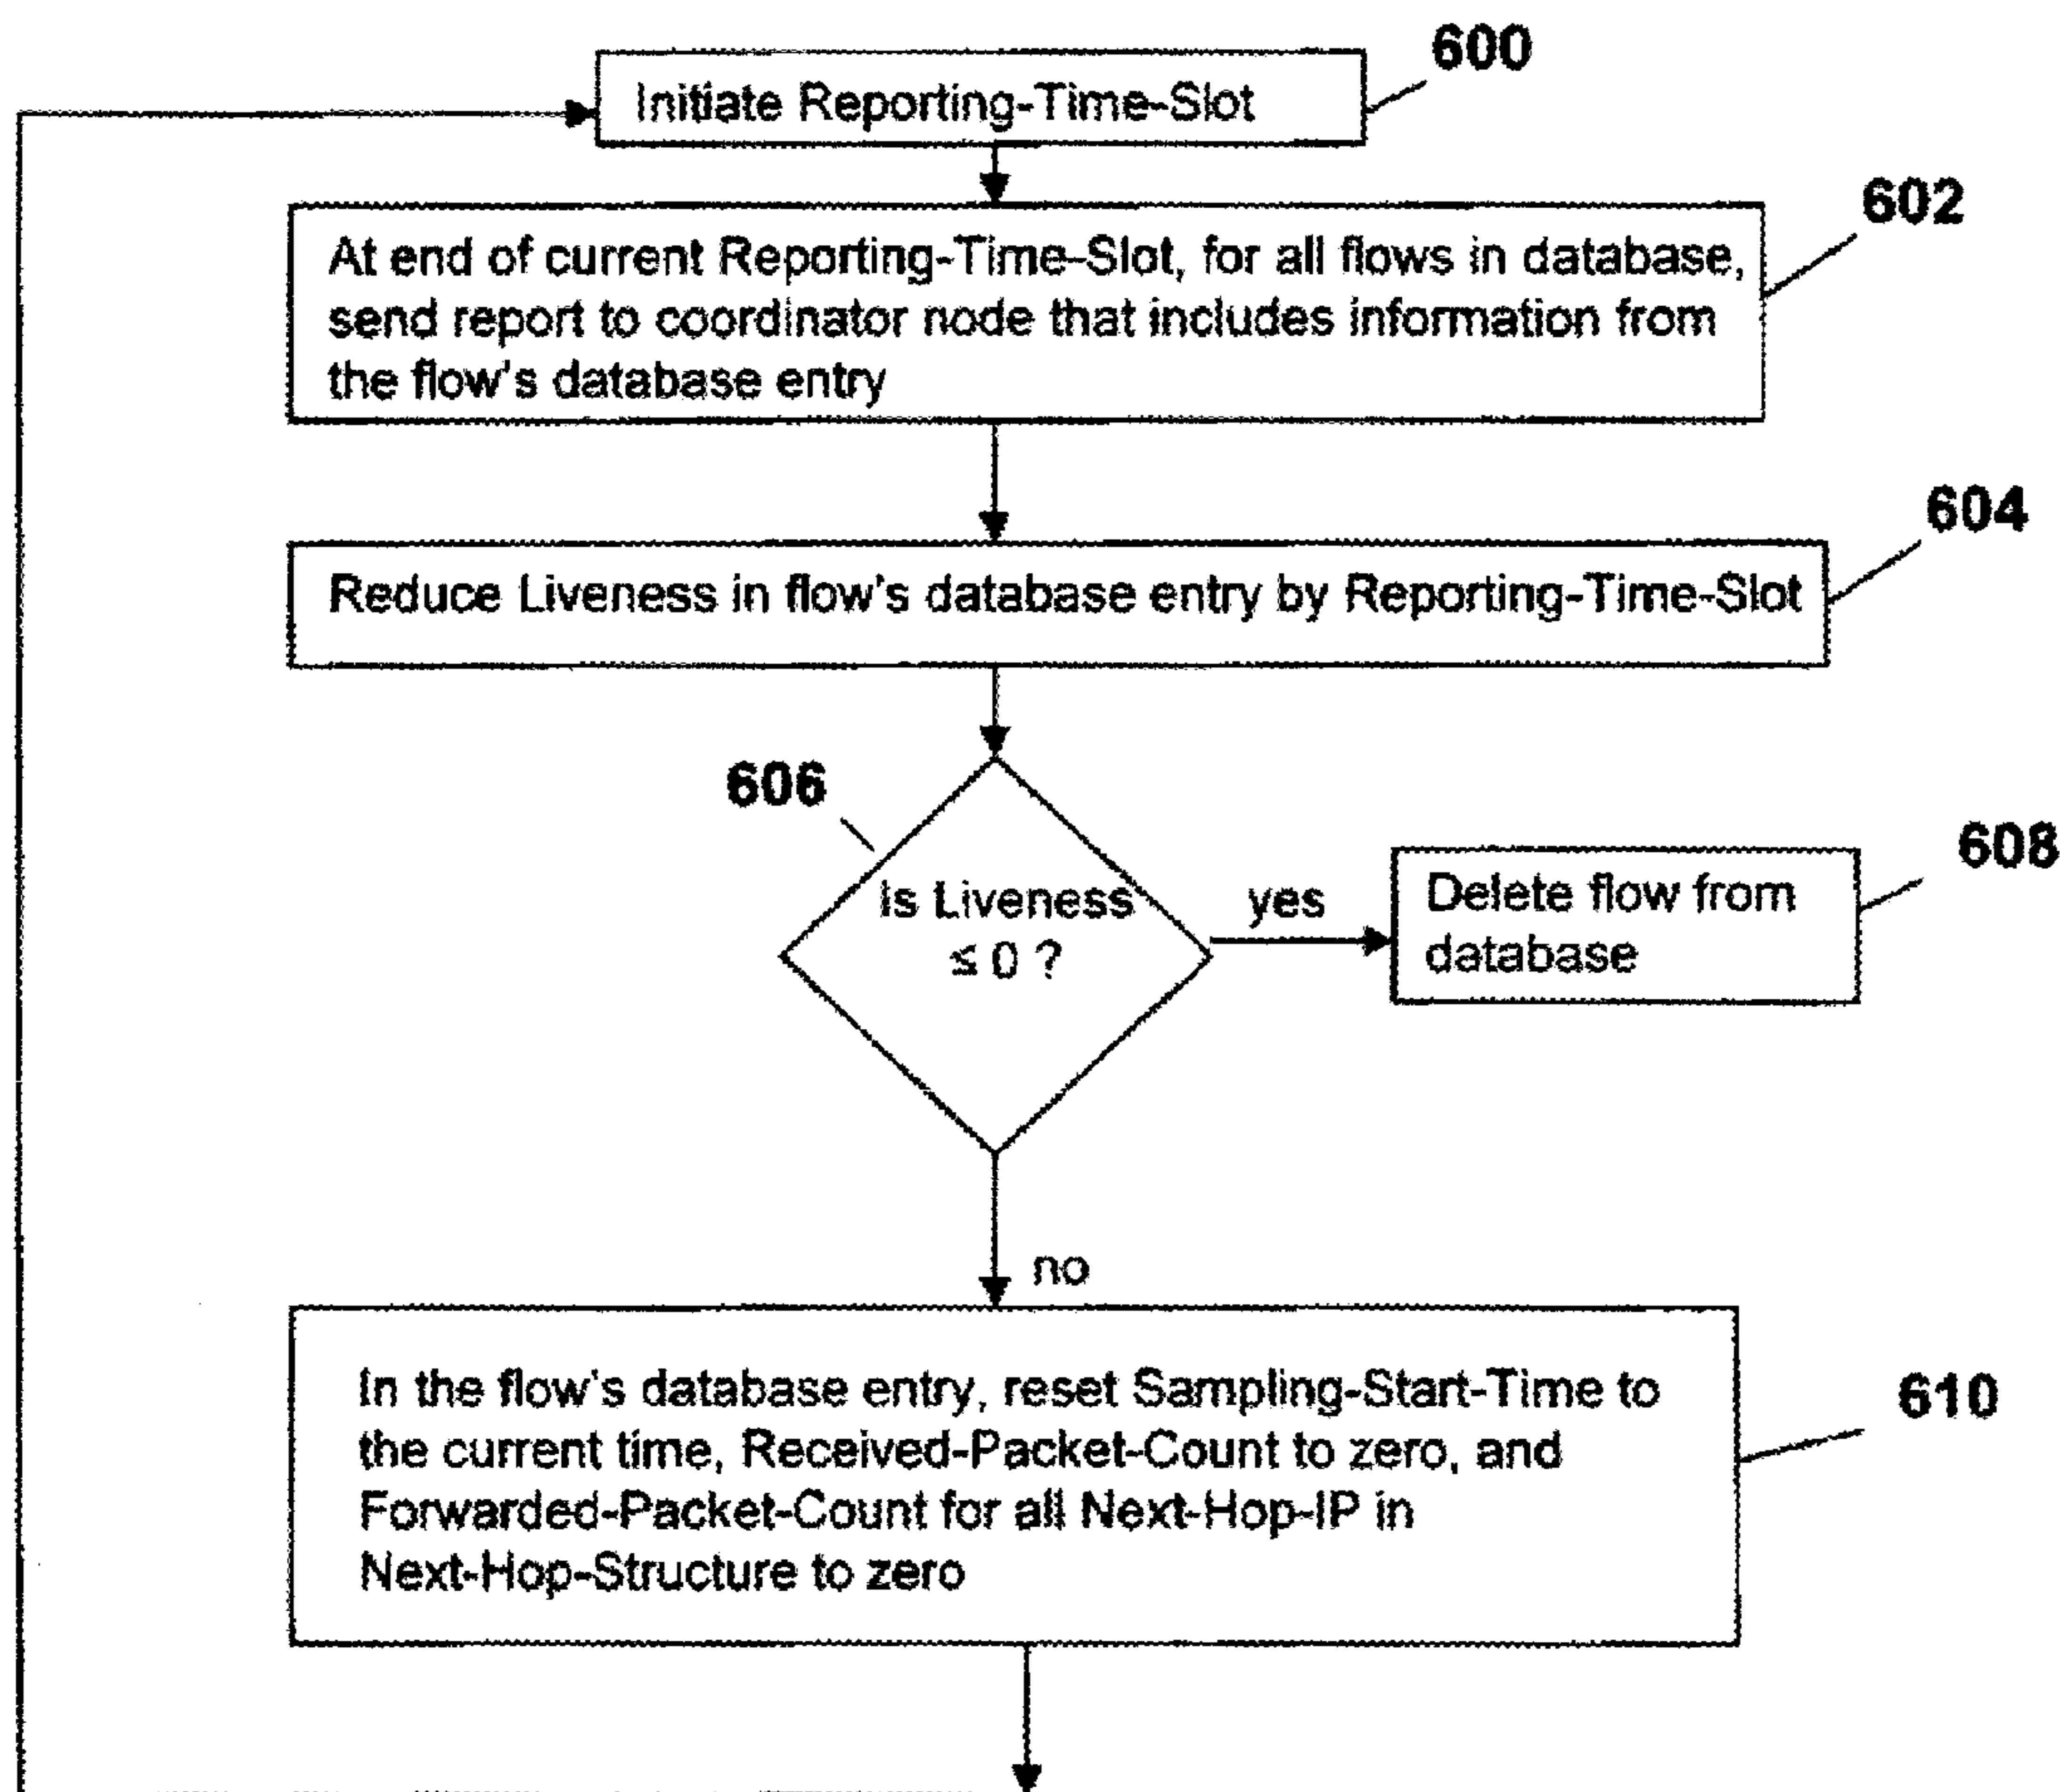 600
Initiate Reporting-Time-Slot
602
At end of current Reporting-Time-Slot, for all flows in database,
send report to coordinator node that includes information from
the flow's database entry
604
Reduce Liveness in flow's database entry by Reporting-Time-Slot
606
Is Liveness
≤ 0 ?
yes
608
Delete flow from
database
no
610
In the flow's database entry, reset Sampling-Start-Time to
the current time, Received-Packet-Count to zero, and
Forwarded-Packet-Count for all Next-Hop-IP in
Next-Hop-Structure to zero